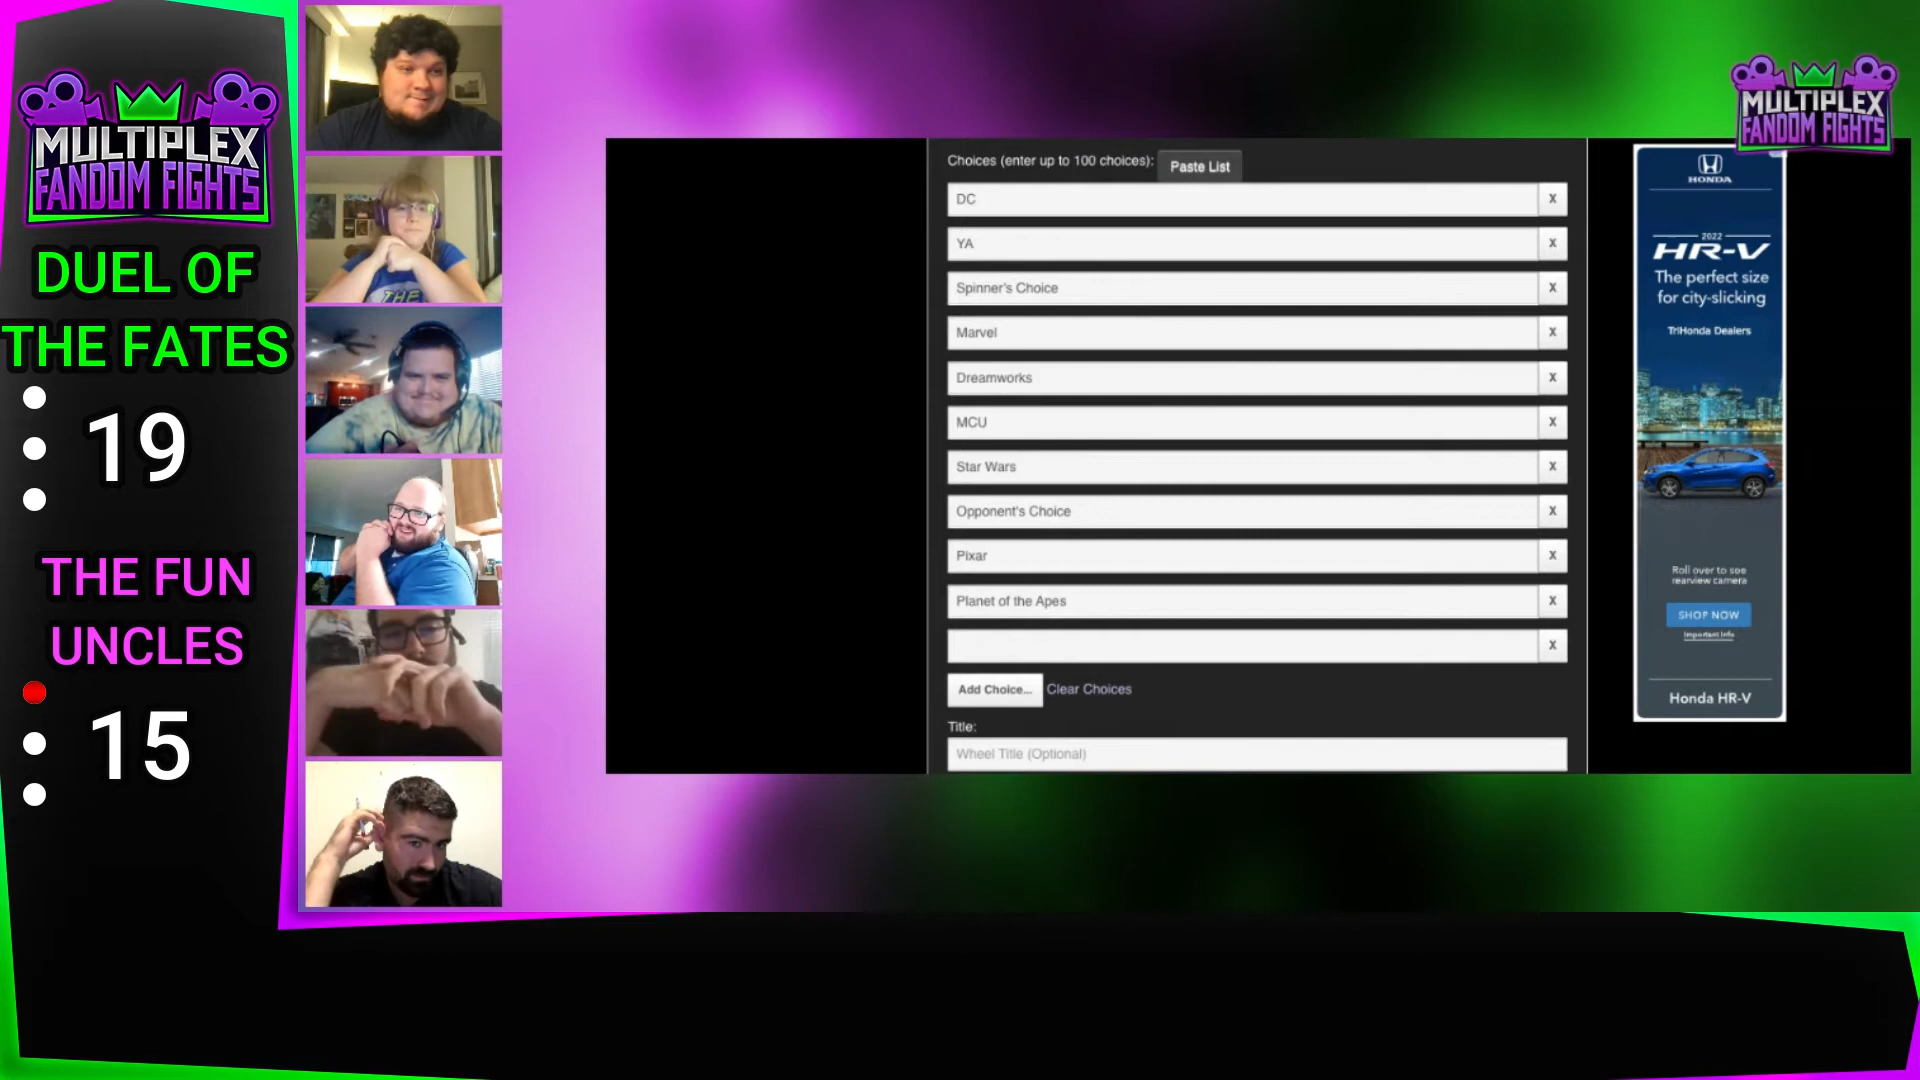 MULTIPLEX
FANDOM FIGHTS
DUEL OF
THE FATES
19
THE FUN
UNCLES
15
THE
Choices (enter up to 100 choices):
Paste List
DC
X
YA
X
Spinner's Choice
X
Marvel
X
Dreamworks
X
MCU
X
Star Wars
X
Opponent's Choice
X
Pixar
X
Planet of the Apes
X
X
Add Choice...
Clear Choices
Title:
Wheel Title (Optional)
MULTIPLEX
FANDOM FIGHTS
HONDA
2022
HR-V
The perfect size
for city-slicking
TriHonda Dealers
Roll over to see
rearview camera
SHOP NOW
Important Info
Honda HR-V